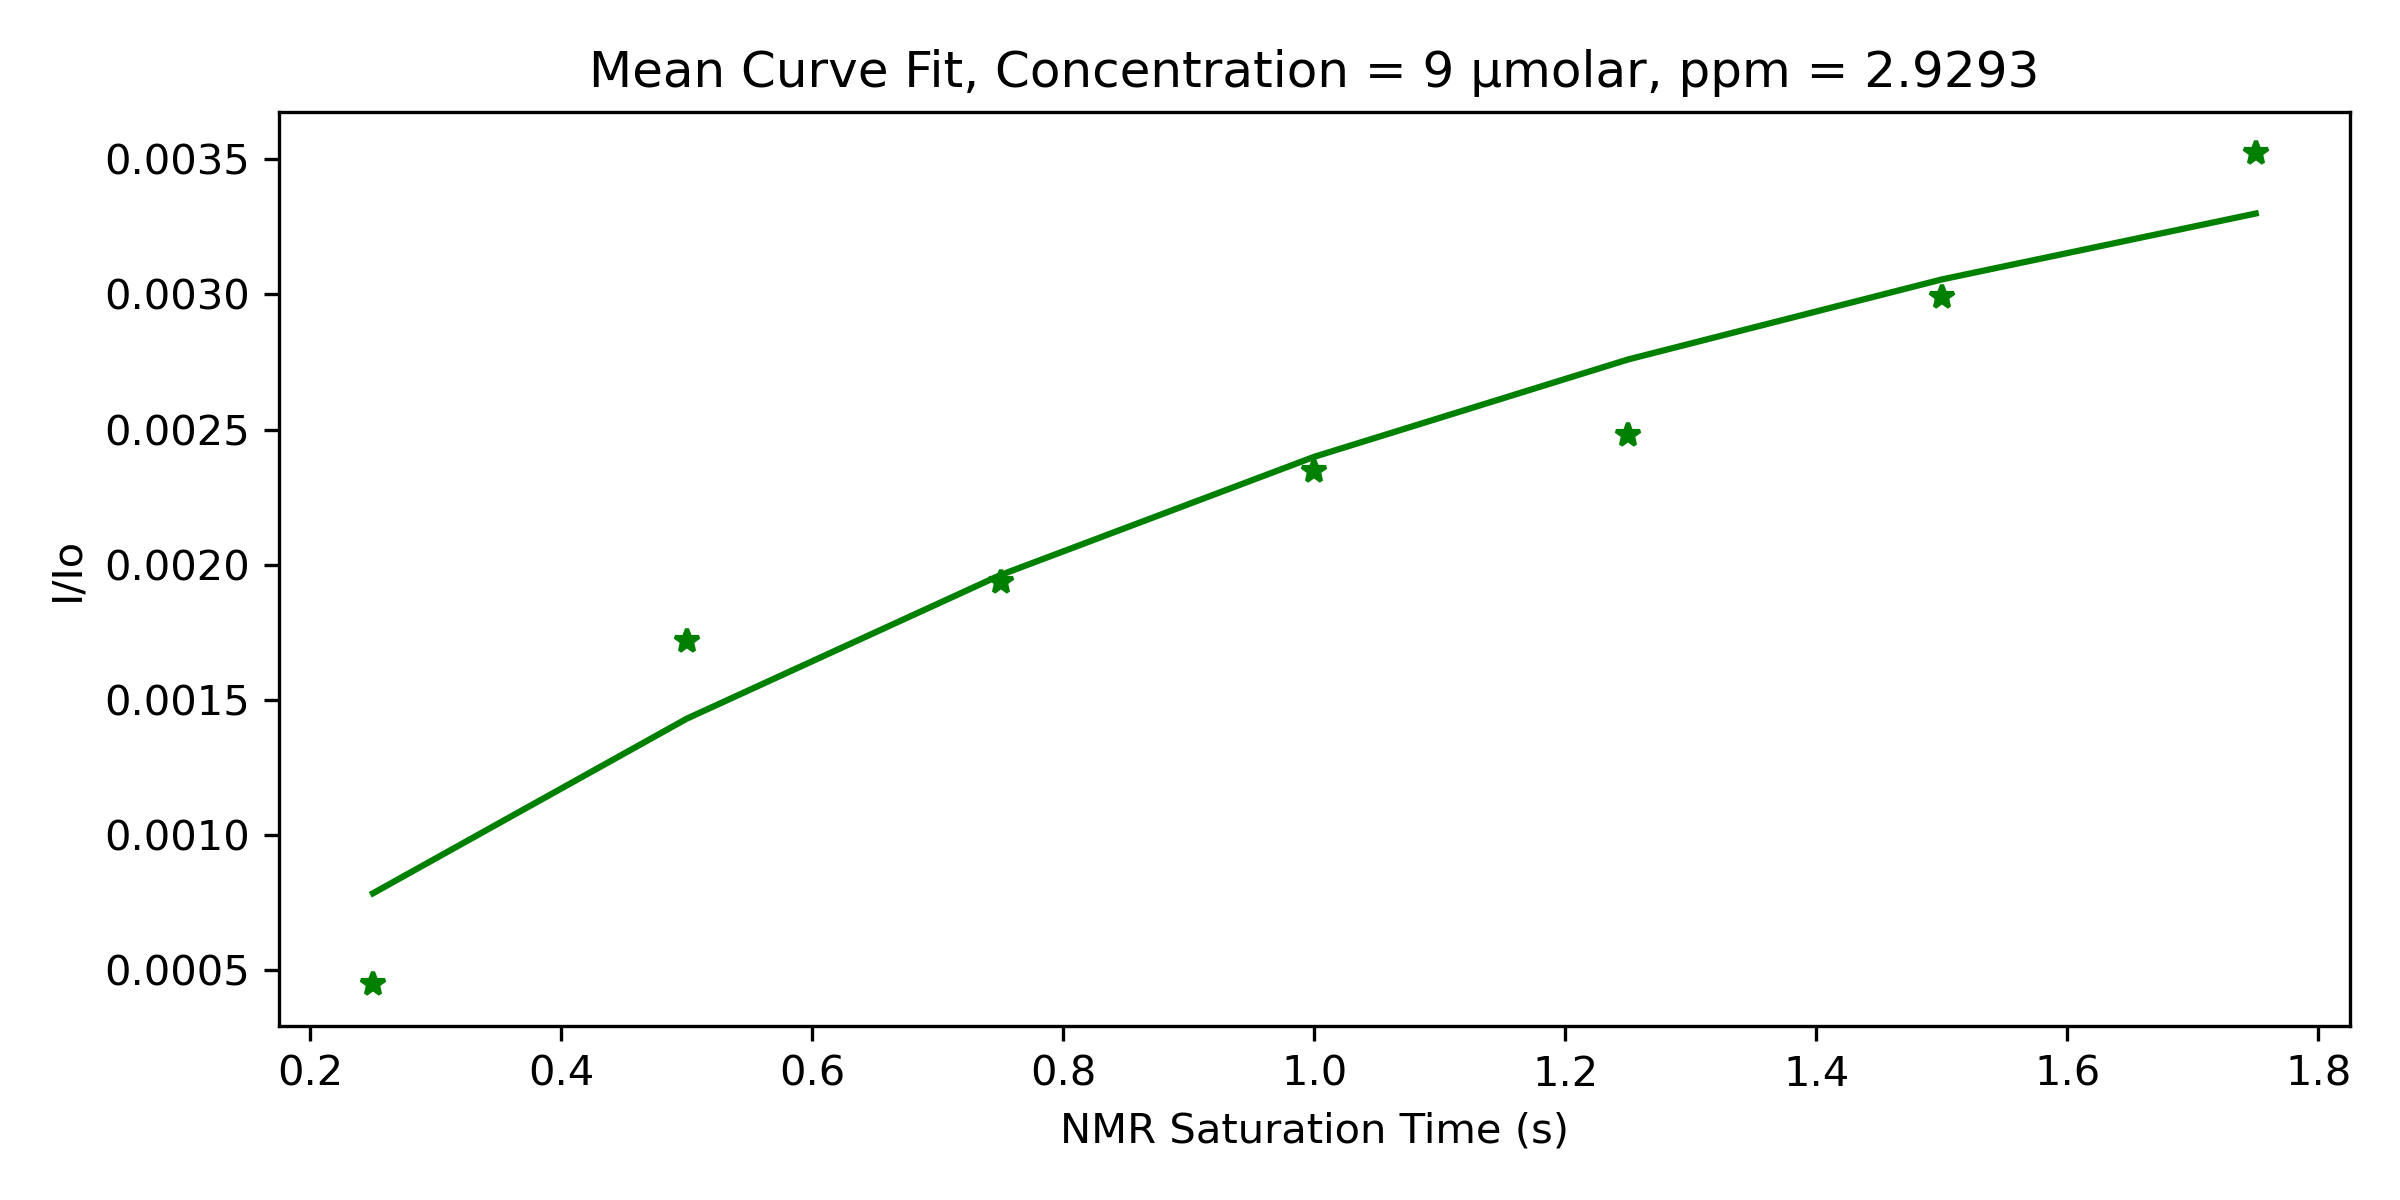 Mean Curve Fit, Concentration = 9 μmolar, ppm = 2.9293
I/Io
0.0035
0.0030
0.0025
0.0020
0.0015
0.0010
0.0005
0.2 0.4 0.6 0.8 1.0 1.2 1.4 1.6 1.8
NMR Saturation Time (s)